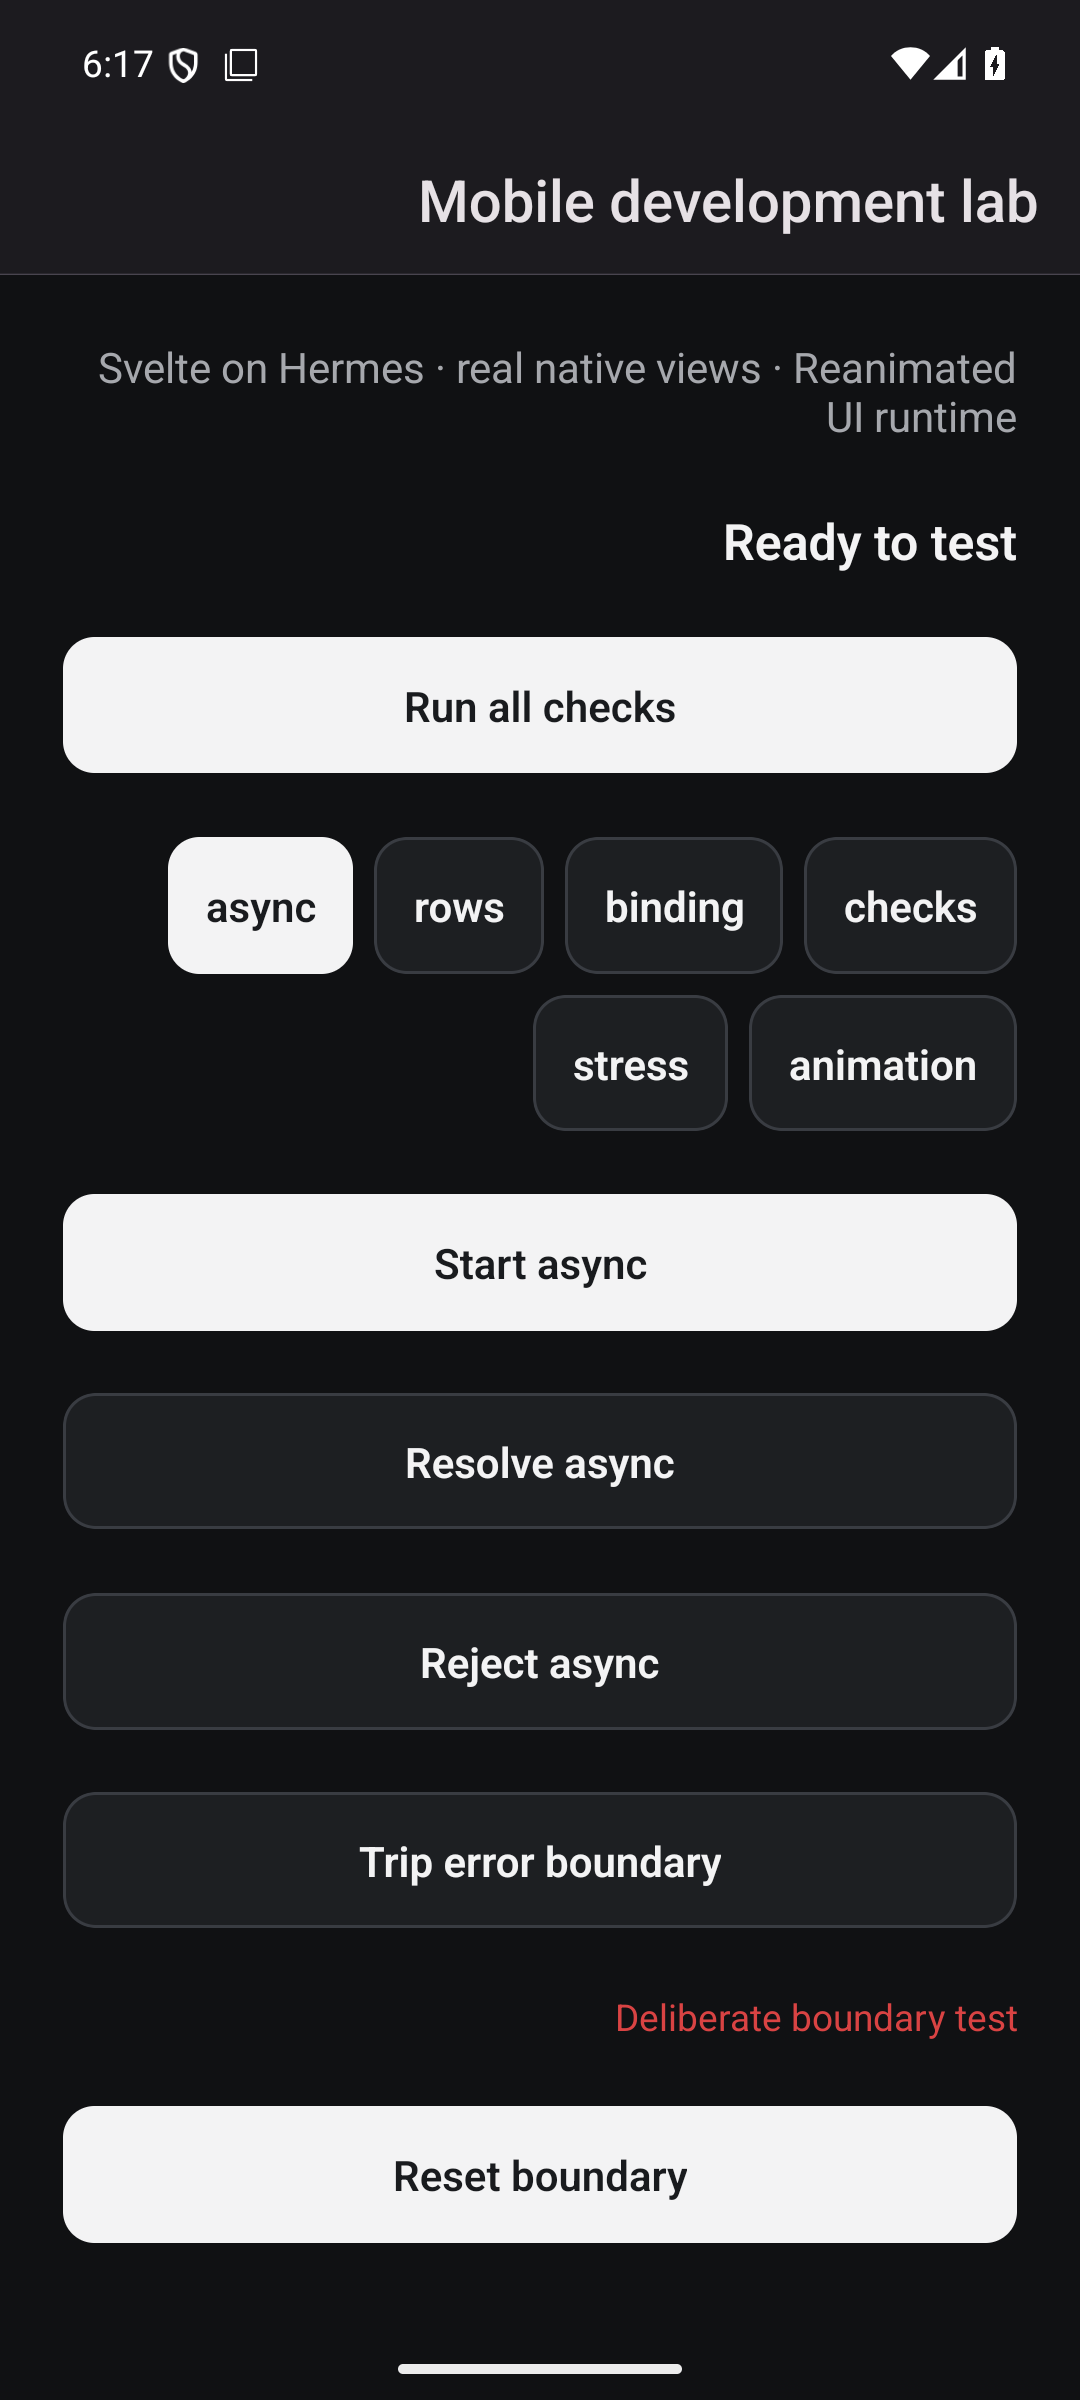 6:17
Mobile development lab
Svelte on Hermes · real native views · Reanimated
UI runtime
Ready to test
Run all checks
async rows binding checks
stress animation
Start async
Resolve async
Reject async
Trip error boundary
Deliberate boundary test
Reset boundary